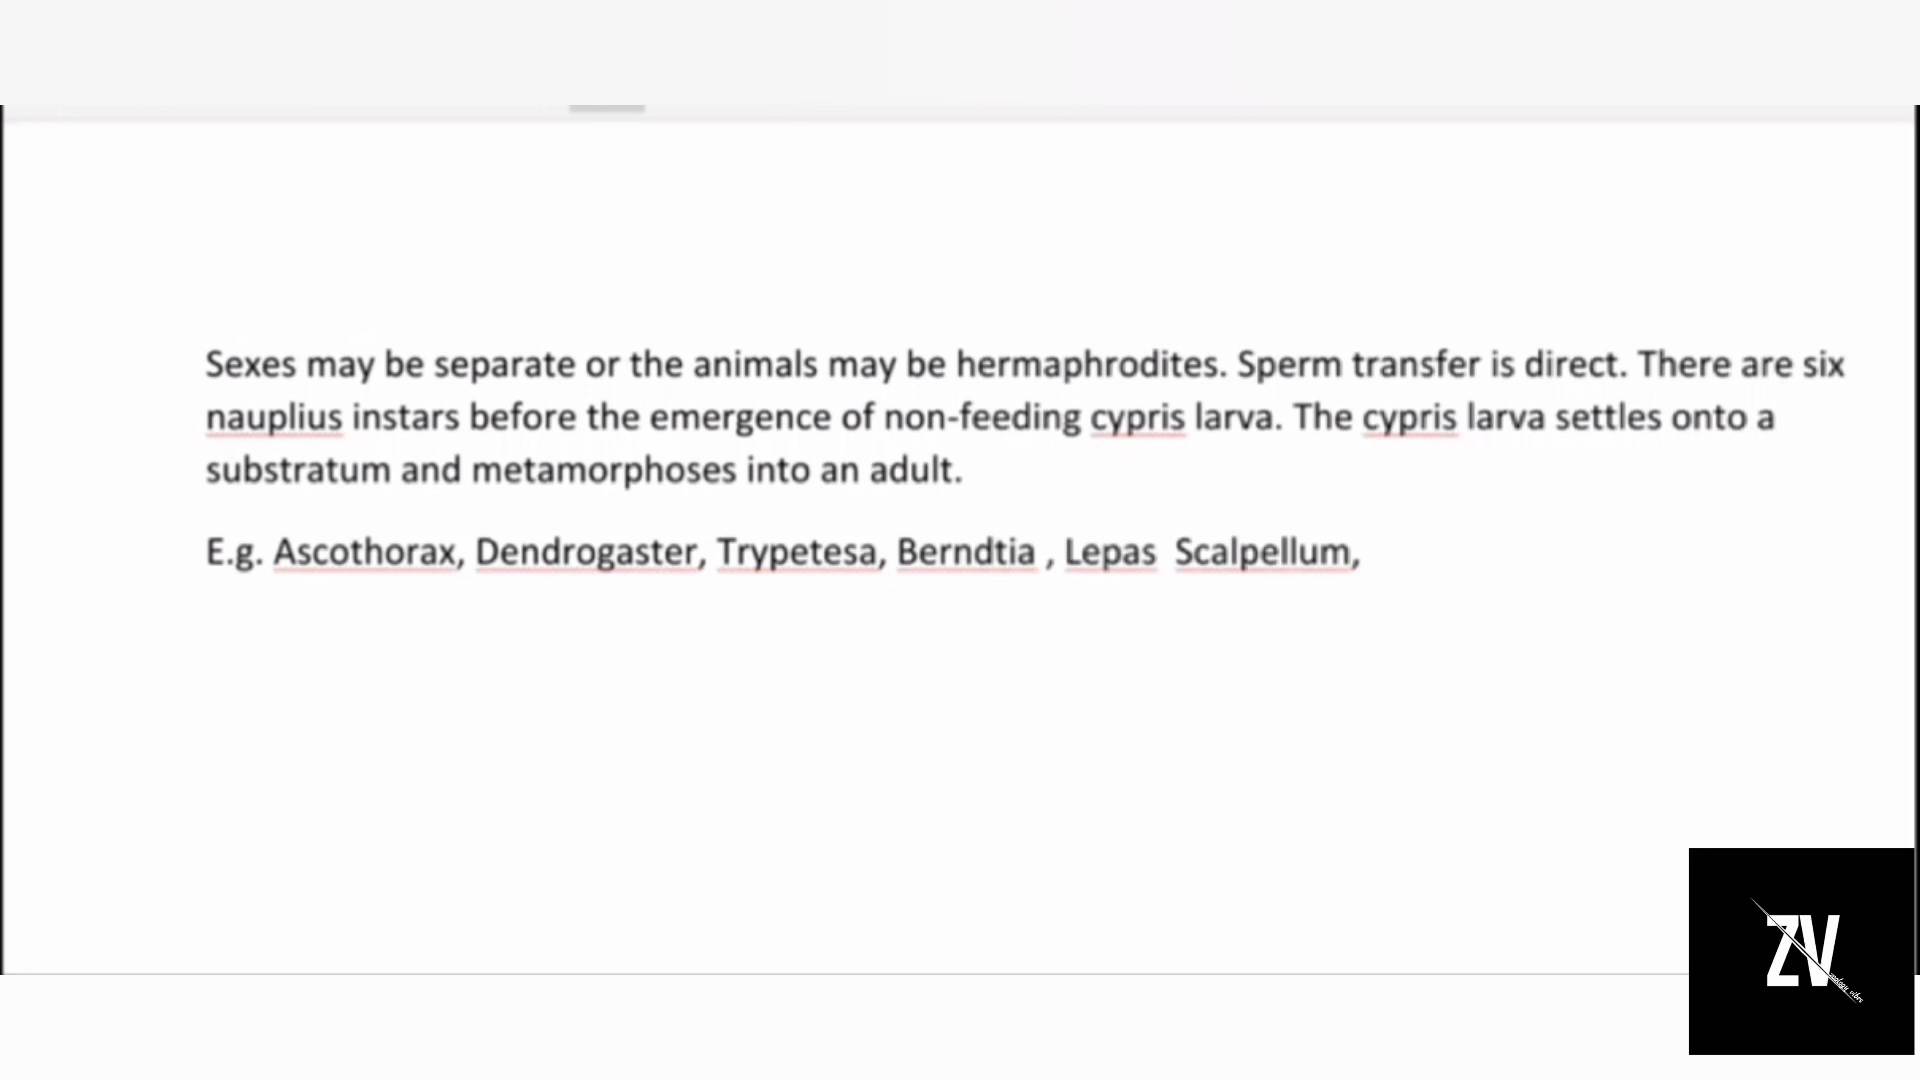 Sexes may be separate or the animals may be hermaphrodites. Sperm transfer is direct. There are six
nauplius instars before the emergence of non-feeding cypris larva. The cypris larva settles onto a
substratum and metamorphoses into an adult.
E.g. Ascothorax, Dendrogaster, Trypetesa, Berndtia , Lepas  Scalpellum,
ZV